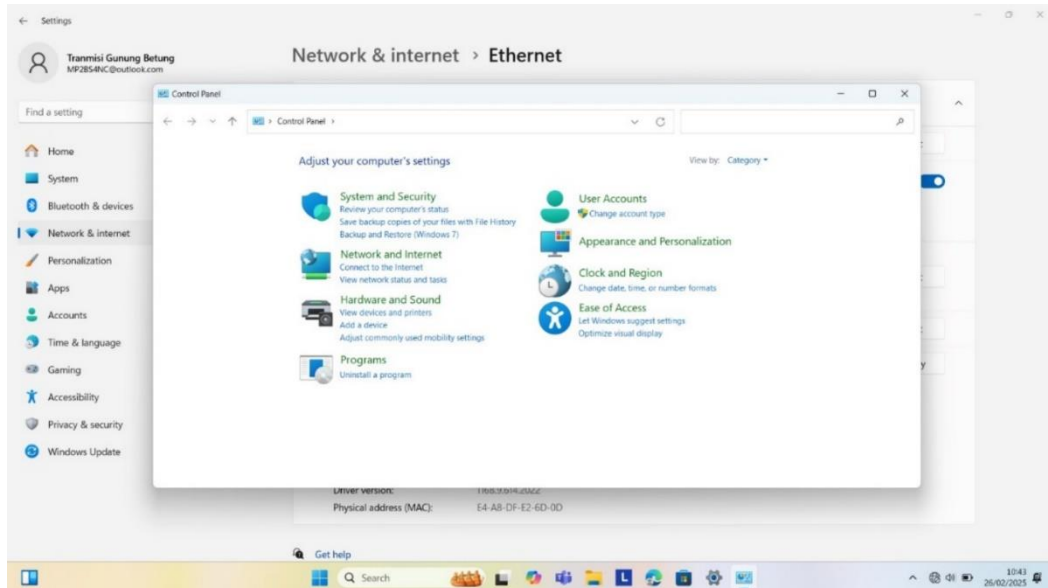 Settings
Tranmisi Gunung Betung
MP2BS4NC@outlook.com
Find a setting
Home
System
Bluetooth & devices
Network & internet
Personalization
Apps
Accounts
Time & language
Gaming
Accessibility
Privacy & security
Windows Update
Network & internet > Ethernet
Control Panel
Control Panel
Adjust your computer's settings
View by: Category
System and Security
Review your computer's status
Save backup copies of your files with File History
Backup and Restore (Windows 7)
Network and Internet
Connect to the Internet
View network status and tasks
Hardware and Sound
View devices and printers
Add a device
Adjust commonly used mobility settings
Programs
Uninstall a program
User Accounts
Change account type
Appearance and Personalization
Clock and Region
Change date, time, or number formats
Ease of Access
Let Windows suggest settings
Optimize visual display
Driver version: 1168.9.614.2022
Physical address (MAC): E4-A8-DF-E2-6D-0D
Get help
Search
10:43
26/02/2025